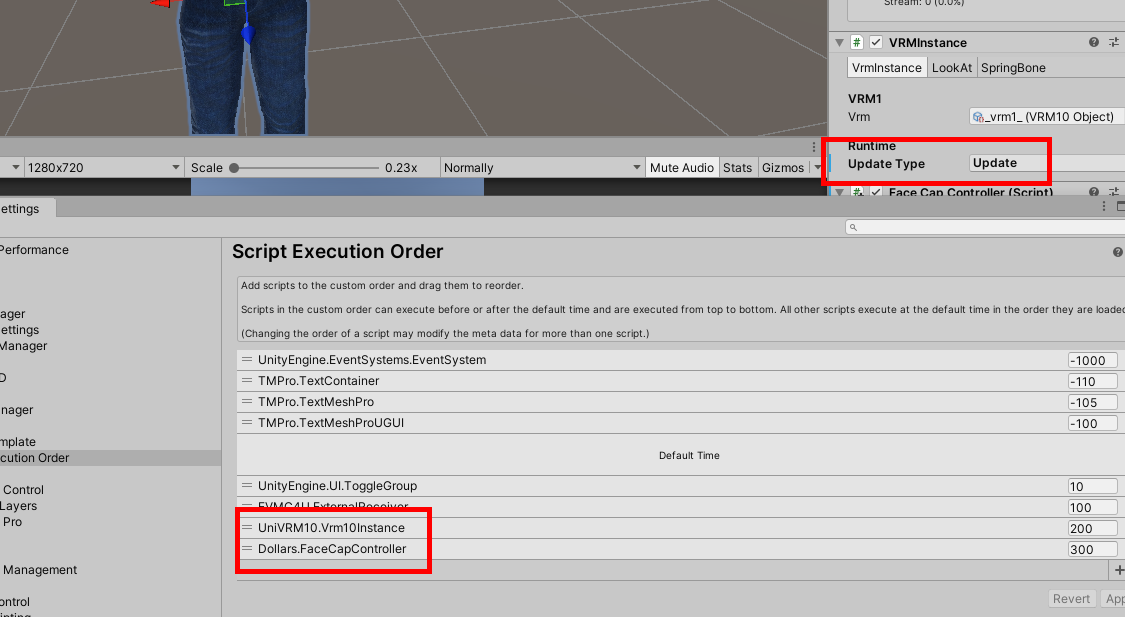 Stream: 0 (0.0%)
VRMInstance
VrmInstance LookAt SpringBone
VRM1
Vrm _vrm1_ (VRM10 Object)
Runtime
Update Type Update
Face Cap Controller (Script)
1280x720 Scale 0.23x Normally Mute Audio Stats Gizmos
ettings
Performance
ager
ettings
Manager
D
nager
mplate
cution Order
Control
Layers
Pro
Management
ontrol
Script Execution Order
Add scripts to the custom order and drag them to reorder.
Scripts in the custom order can execute before or after the default time and are executed from top to bottom. All other scripts execute at the default time in the order they are loaded
(Changing the order of a script may modify the meta data for more than one script.)
UnityEngine.EventSystems.EventSystem -1000
TMPro.TextContainer -110
TMPro.TextMeshPro -105
TMPro.TextMeshProUGUI -100
Default Time
UnityEngine.UI.ToggleGroup 10
EVMC4U.ExternalReceiver 100
UniVRM10.Vrm10Instance 200
Dollars.FaceCapController 300
Revert App